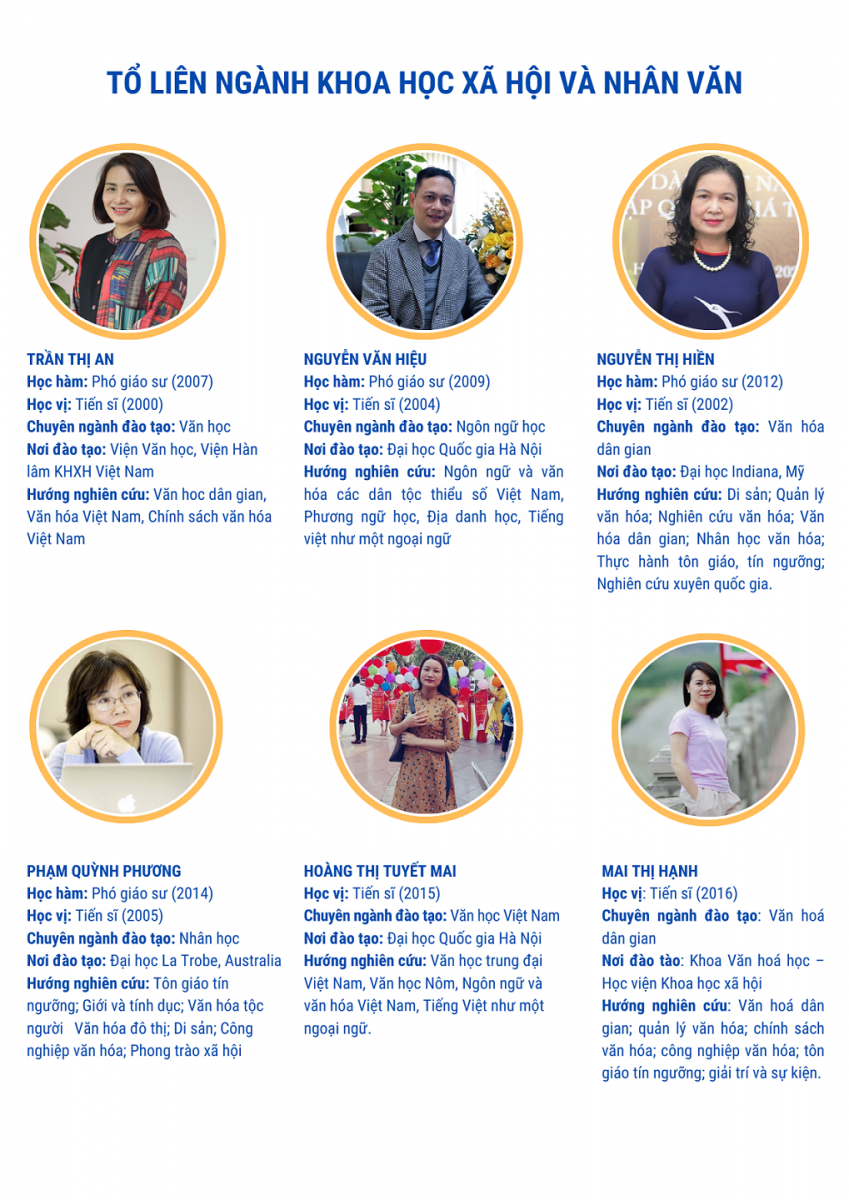 TỔ LIÊN NGÀNH KHOA HỌC XÃ HỘI VÀ NHÂN VĂN
TRẦN THỊ AN
Học hàm: Phó giáo sư (2007)
Học vị: Tiến sĩ (2000)
Chuyên ngành đào tạo: Văn học
Nơi đào tạo: Viện Văn học, Viện Hàn
lâm KHXH Việt Nam
Hướng nghiên cứu: Văn hoc dân gian,
Văn hóa Việt Nam, Chính sách văn hóa
Việt Nam
NGUYỄN VĂN HIỆU
Học hàm: Phó giáo sư (2009)
Học vị: Tiến sĩ (2004)
Chuyên ngành đào tạo: Ngôn ngữ học
Nơi đào tạo: Đại học Quốc gia Hà Nội
Hướng nghiên cứu: Ngôn ngữ và văn
hóa các dân tộc thiểu số Việt Nam,
Phương ngữ học, Địa danh học, Tiếng
việt như một ngoại ngữ
NGUYỄN THỊ HIỀN
Học hàm: Phó giáo sư (2012)
Học vị: Tiến sĩ (2002)
Chuyên ngành đào tạo: Văn hóa
dân gian
Nơi đào tạo: Đại học Indiana, Mỹ
Hướng nghiên cứu: Di sản; Quản lý
văn hóa; Nghiên cứu văn hóa; Văn
hóa dân gian; Nhân học văn hóa;
Thực hành tôn giáo, tín ngưỡng;
Nghiên cứu xuyên quốc gia.
PHẠM QUỲNH PHƯƠNG
Học hàm: Phó giáo sư (2014)
Học vị: Tiến sĩ (2005)
Chuyên ngành đào tạo: Nhân học
Nơi đào tạo: Đại học La Trobe, Australia
Hướng nghiên cứu: Tôn giáo tín
ngưỡng; Giới và tính dục; Văn hóa tộc
người Văn hóa đô thị; Di sản; Công
nghiệp văn hóa; Phong trào xã hội
HOÀNG THỊ TUYẾT MAI
Học vị: Tiến sĩ (2015)
Chuyên ngành đào tạo: Văn học Việt Nam
Nơi đào tạo: Đại học Quốc gia Hà Nội
Hướng nghiên cứu: Văn học trung đại
Việt Nam, Văn học Nôm, Ngôn ngữ và
văn hóa Việt Nam, Tiếng Việt như một
ngoại ngữ.
MAI THỊ HẠNH
Học vị: Tiến sĩ (2016)
Chuyên ngành đào tạo: Văn hoá
dân gian
Nơi đào tào: Khoa Văn hoá học –
Học viện Khoa học xã hội
Hướng nghiên cứu: Văn hoá dân
gian; quản lý văn hóa; chính sách
văn hóa; công nghiệp văn hóa; tôn
giáo tín ngưỡng; giải trí và sự kiện.